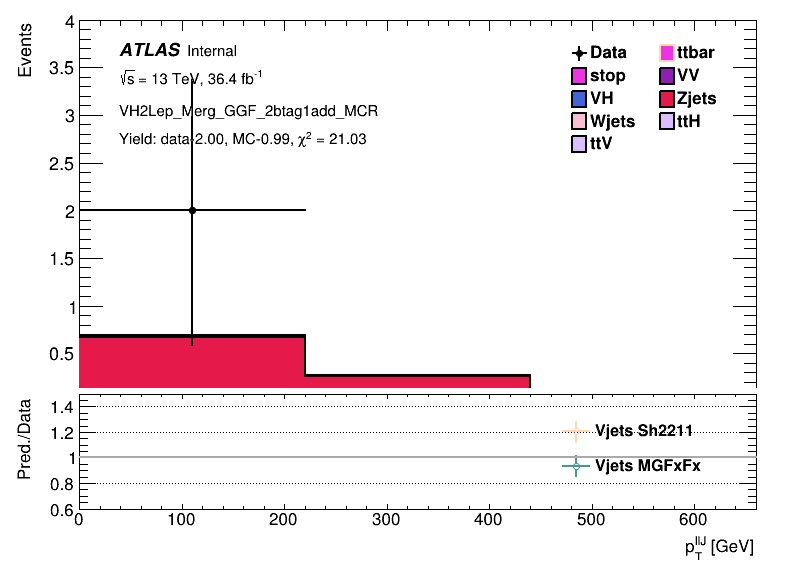 Events
4
3.5
3
2.5
2
1.5
1
0.5
ATLAS Internal
√s = 13 TeV, 36.4 fb⁻¹
VH2Lep_Merg_GGF_2btag1add_MCR
Yield: data-2.00, MC-0.99, χ² = 21.03
Data
ttbar
stop
VV
VH
Zjets
Wjets
ttH
ttV
Pred./Data
1.4
1.2
1
0.8
0.6
Vjets Sh2211
Vjets MGFxFx
0 100 200 300 400 500 600
p_T^{llJ} [GeV]